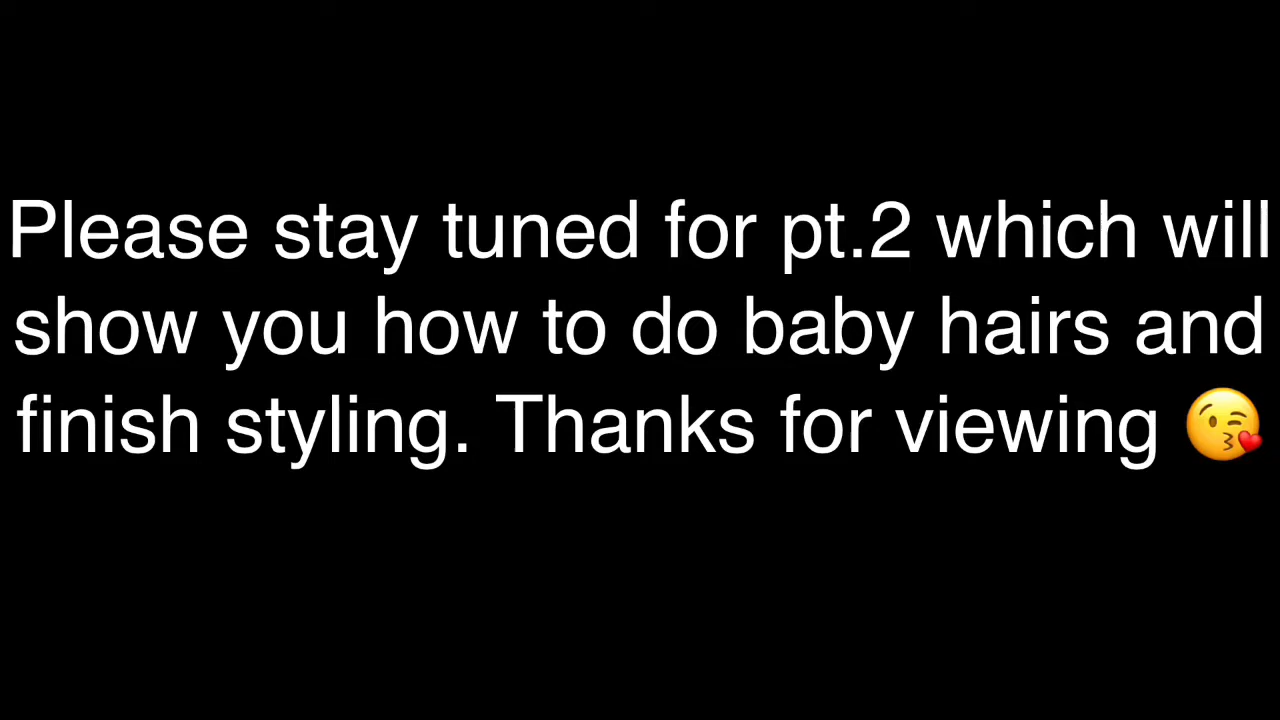 Please stay tuned for pt.2 which will
show you how to do baby hairs and
finish styling. Thanks for viewing 😘